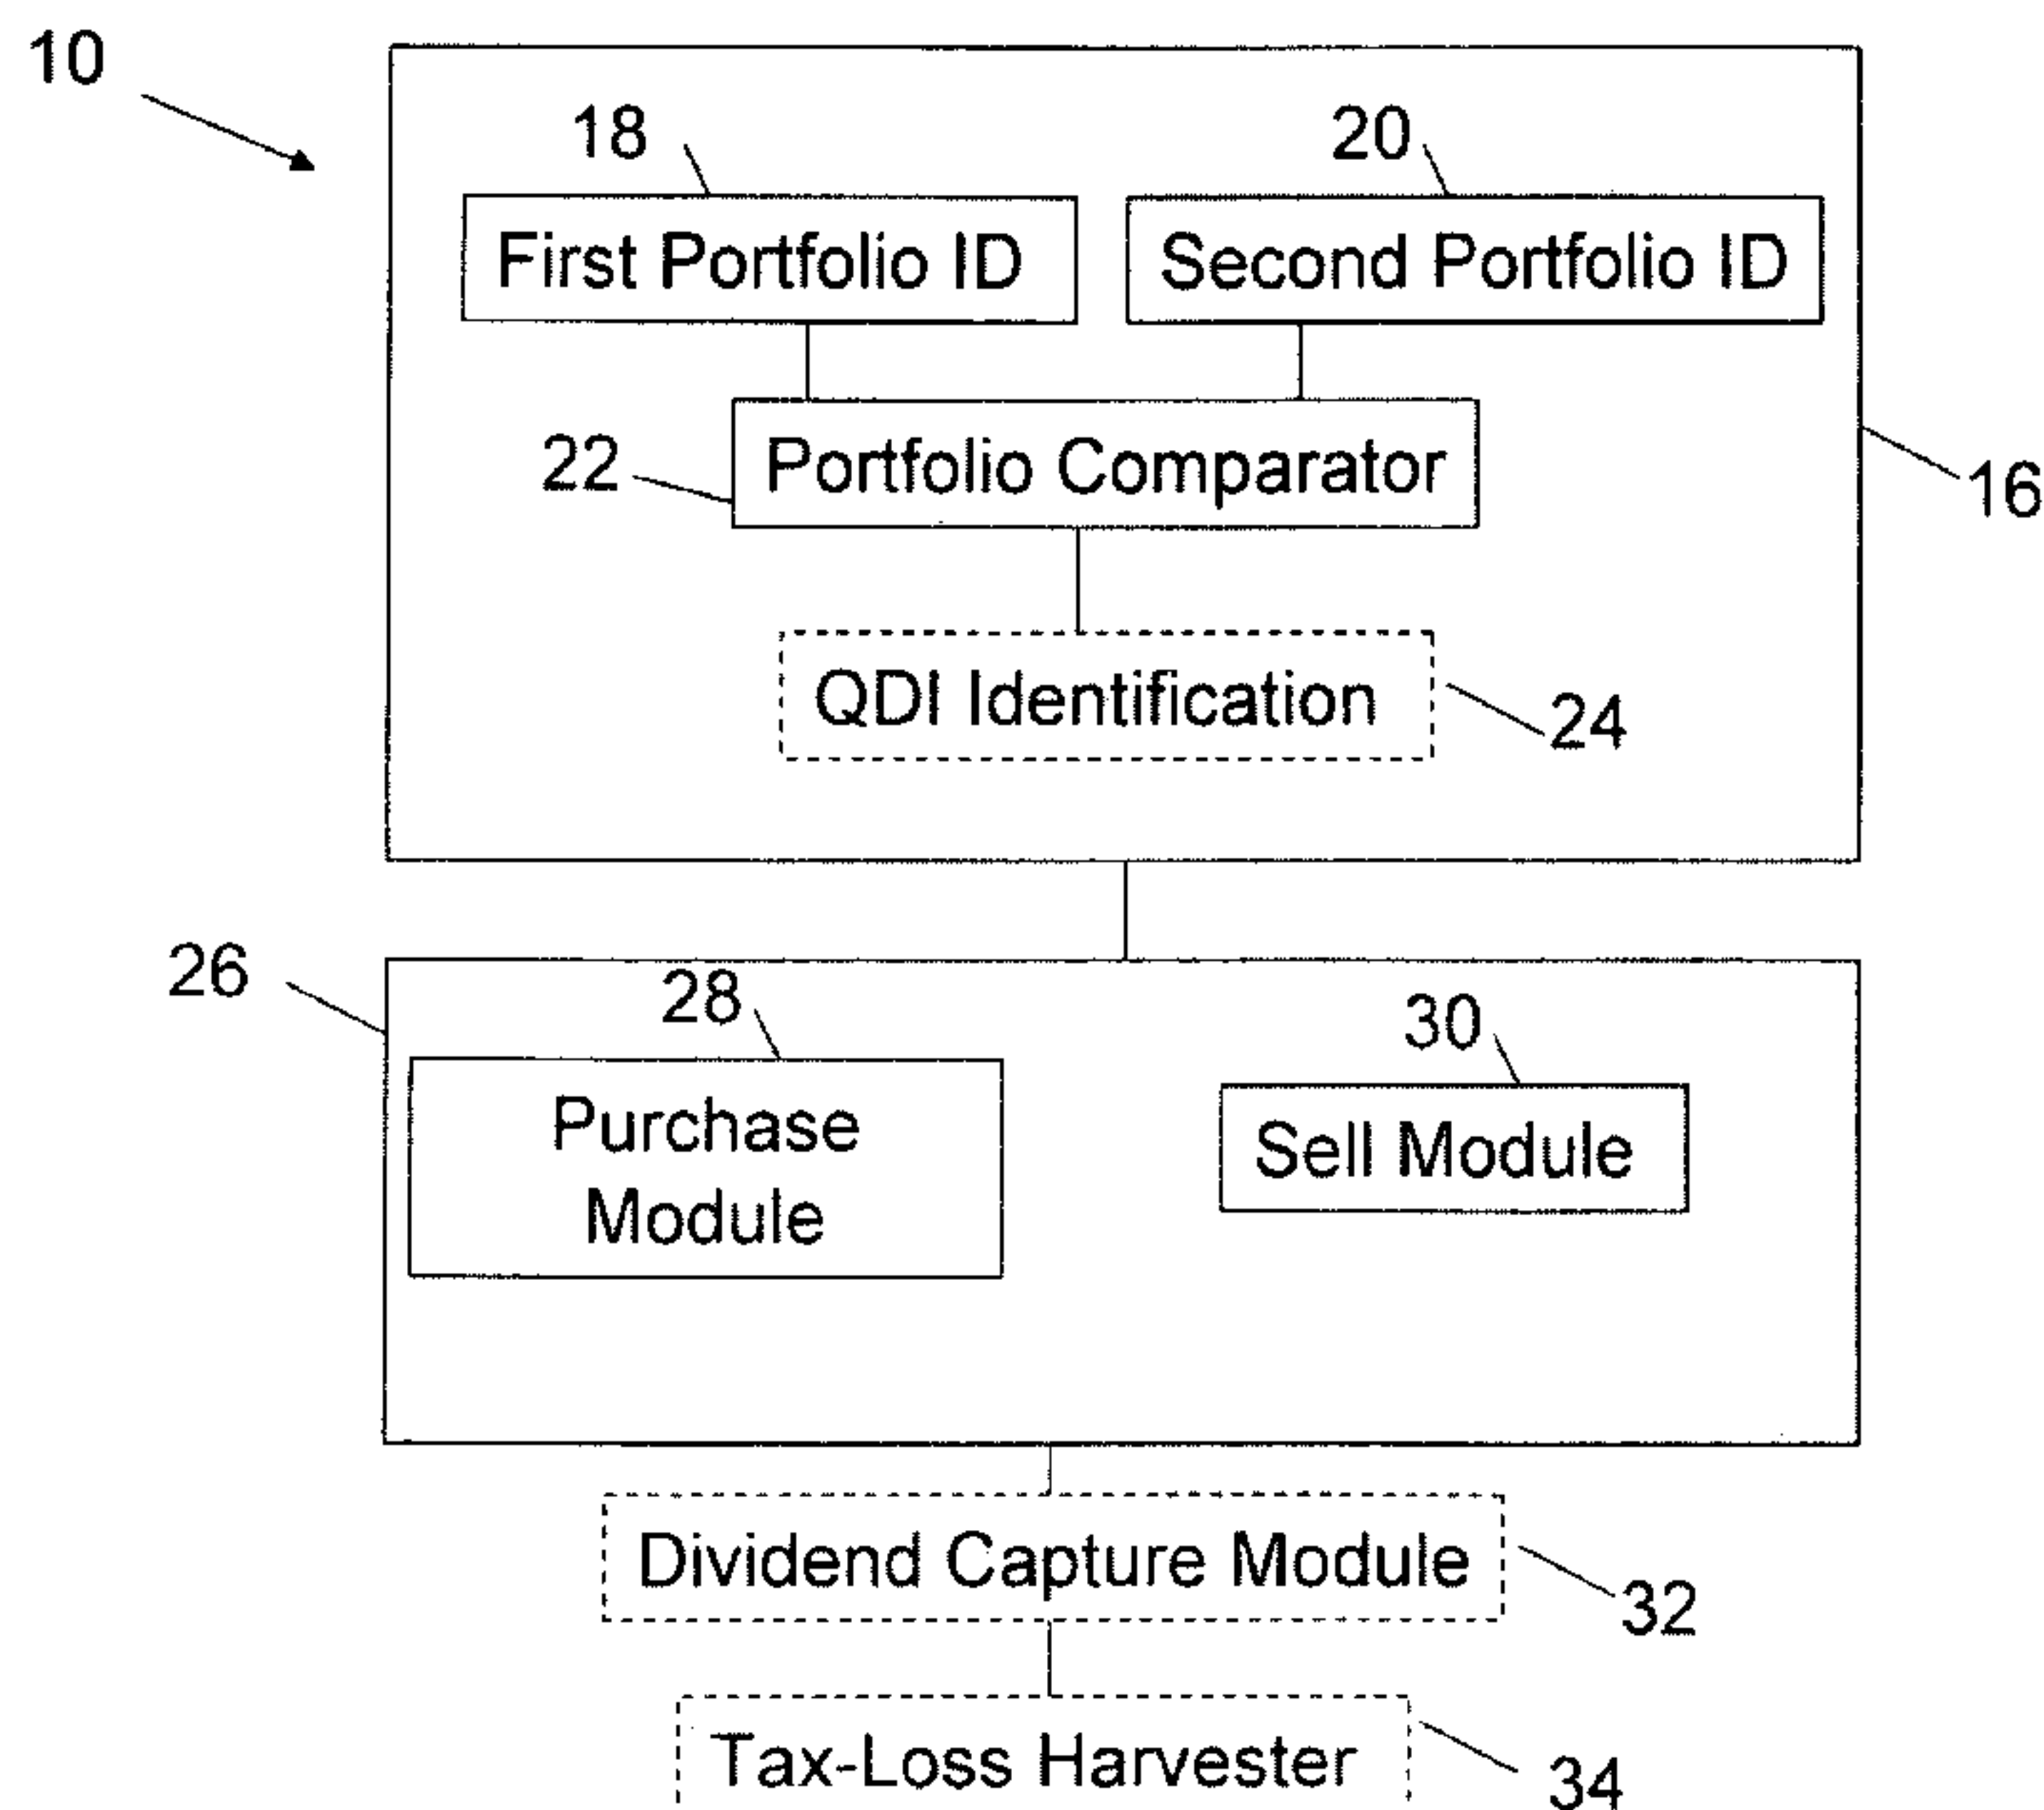 10
18
20
First Portfolio ID
Second Portfolio ID
22
Portfolio Comparator
16
QDI Identification
24
26
28
30
Purchase
Module
Sell Module
Dividend Capture Module
32
Tax-Loss Harvester
34